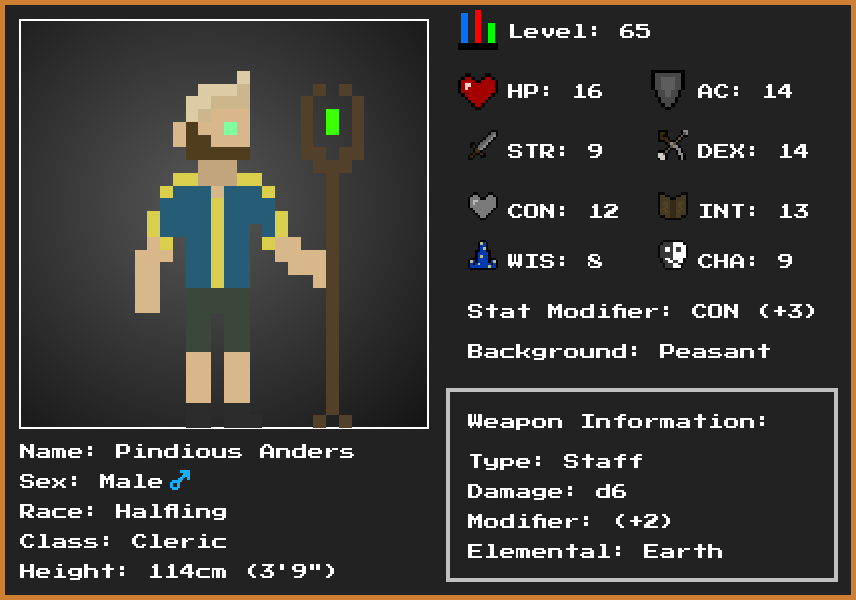 Level: 65
HP: 16
AC: 14
STR: 9
DEX: 14
CON: 12
INT: 13
WIS: 8
CHA: 9
Stat Modifier: CON (+3)
Background: Peasant
Weapon Information:
Type: Staff
Damage: d6
Modifier: (+2)
Elemental: Earth
Name: Pindious Anders
Sex: Male♂
Race: Halfling
Class: Cleric
Height: 114cm (3'9")